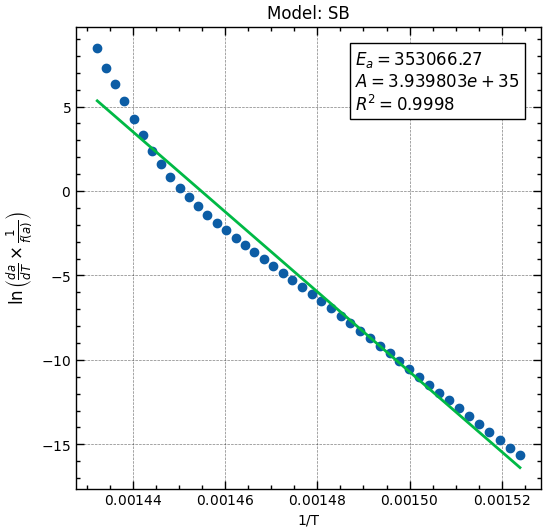 Model: SB
E_a = 353066.27
A = 3.939803e + 35
R^2 = 0.9998
5
0
−5
−10
−15
ln (da/dT × 1/f(a))
0.00144 0.00146 0.00148 0.00150 0.00152
1/T